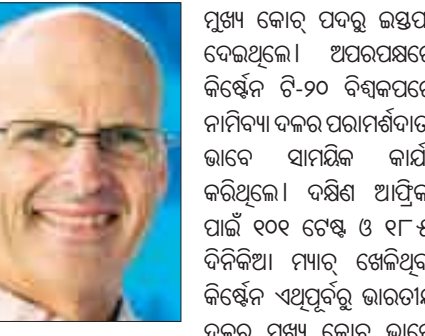 ମୁଖ୍ୟ କୋଚ୍ ପଦରୁ ଇସ୍ତଫା
ଦେଇଥିଲେ। ଅପରପକ୍ଷରେ
କିର୍ଷ୍ଟେନ ଟି-୨୦ ବିଶ୍ୱକପରେ
ନାମିବ୍ୟା ଦଳର ପରାମର୍ଶଦାତା
ଭାବେ ସାମୟିକ କାର୍ଯ୍ୟ
କରିଥିଲେ। ଦକ୍ଷିଣ ଆଫ୍ରିକା
ପାଇଁ ୧୦୧ ଟେଷ୍ଟ ଓ ୧୮୫
ଦିନିକିଆ ମ୍ୟାଚ୍ ଖେଳିଥିବା
କିର୍ଷ୍ଟେନ ଏଥିପୂର୍ବରୁ ଭାରତୀୟ
ଦଳର ମୁଖ୍ୟ କୋଚ୍ ଭାବେ